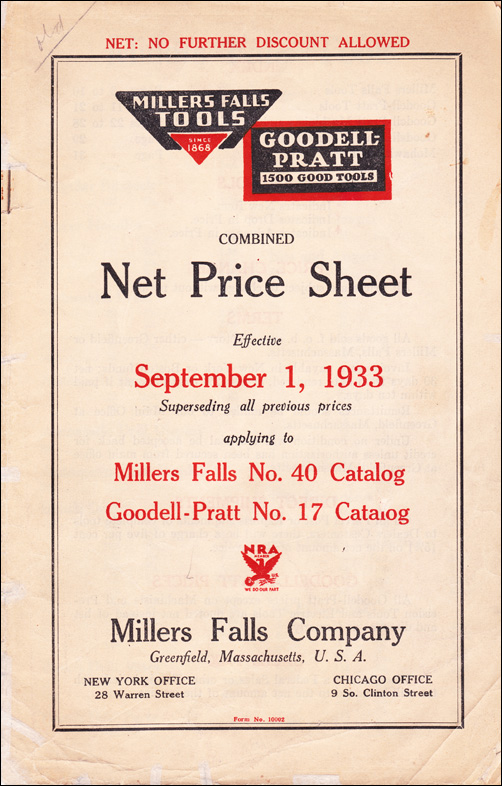 NET: NO FURTHER DISCOUNT ALLOWED
MILLERS FALLS
TOOLS
SINCE
1868
GOODELL-
PRATT
1500 GOOD TOOLS
COMBINED
Net Price Sheet
Effective
September 1, 1933
Superseding all previous prices
applying to
Millers Falls No. 40 Catalog
Goodell-Pratt No. 17 Catalog
NRA
MEMBER
U.S.
WE DO OUR PART
Millers Falls Company
Greenfield, Massachusetts, U. S. A.
NEW YORK OFFICE
28 Warren Street
CHICAGO OFFICE
9 So. Clinton Street
Form No. 10002